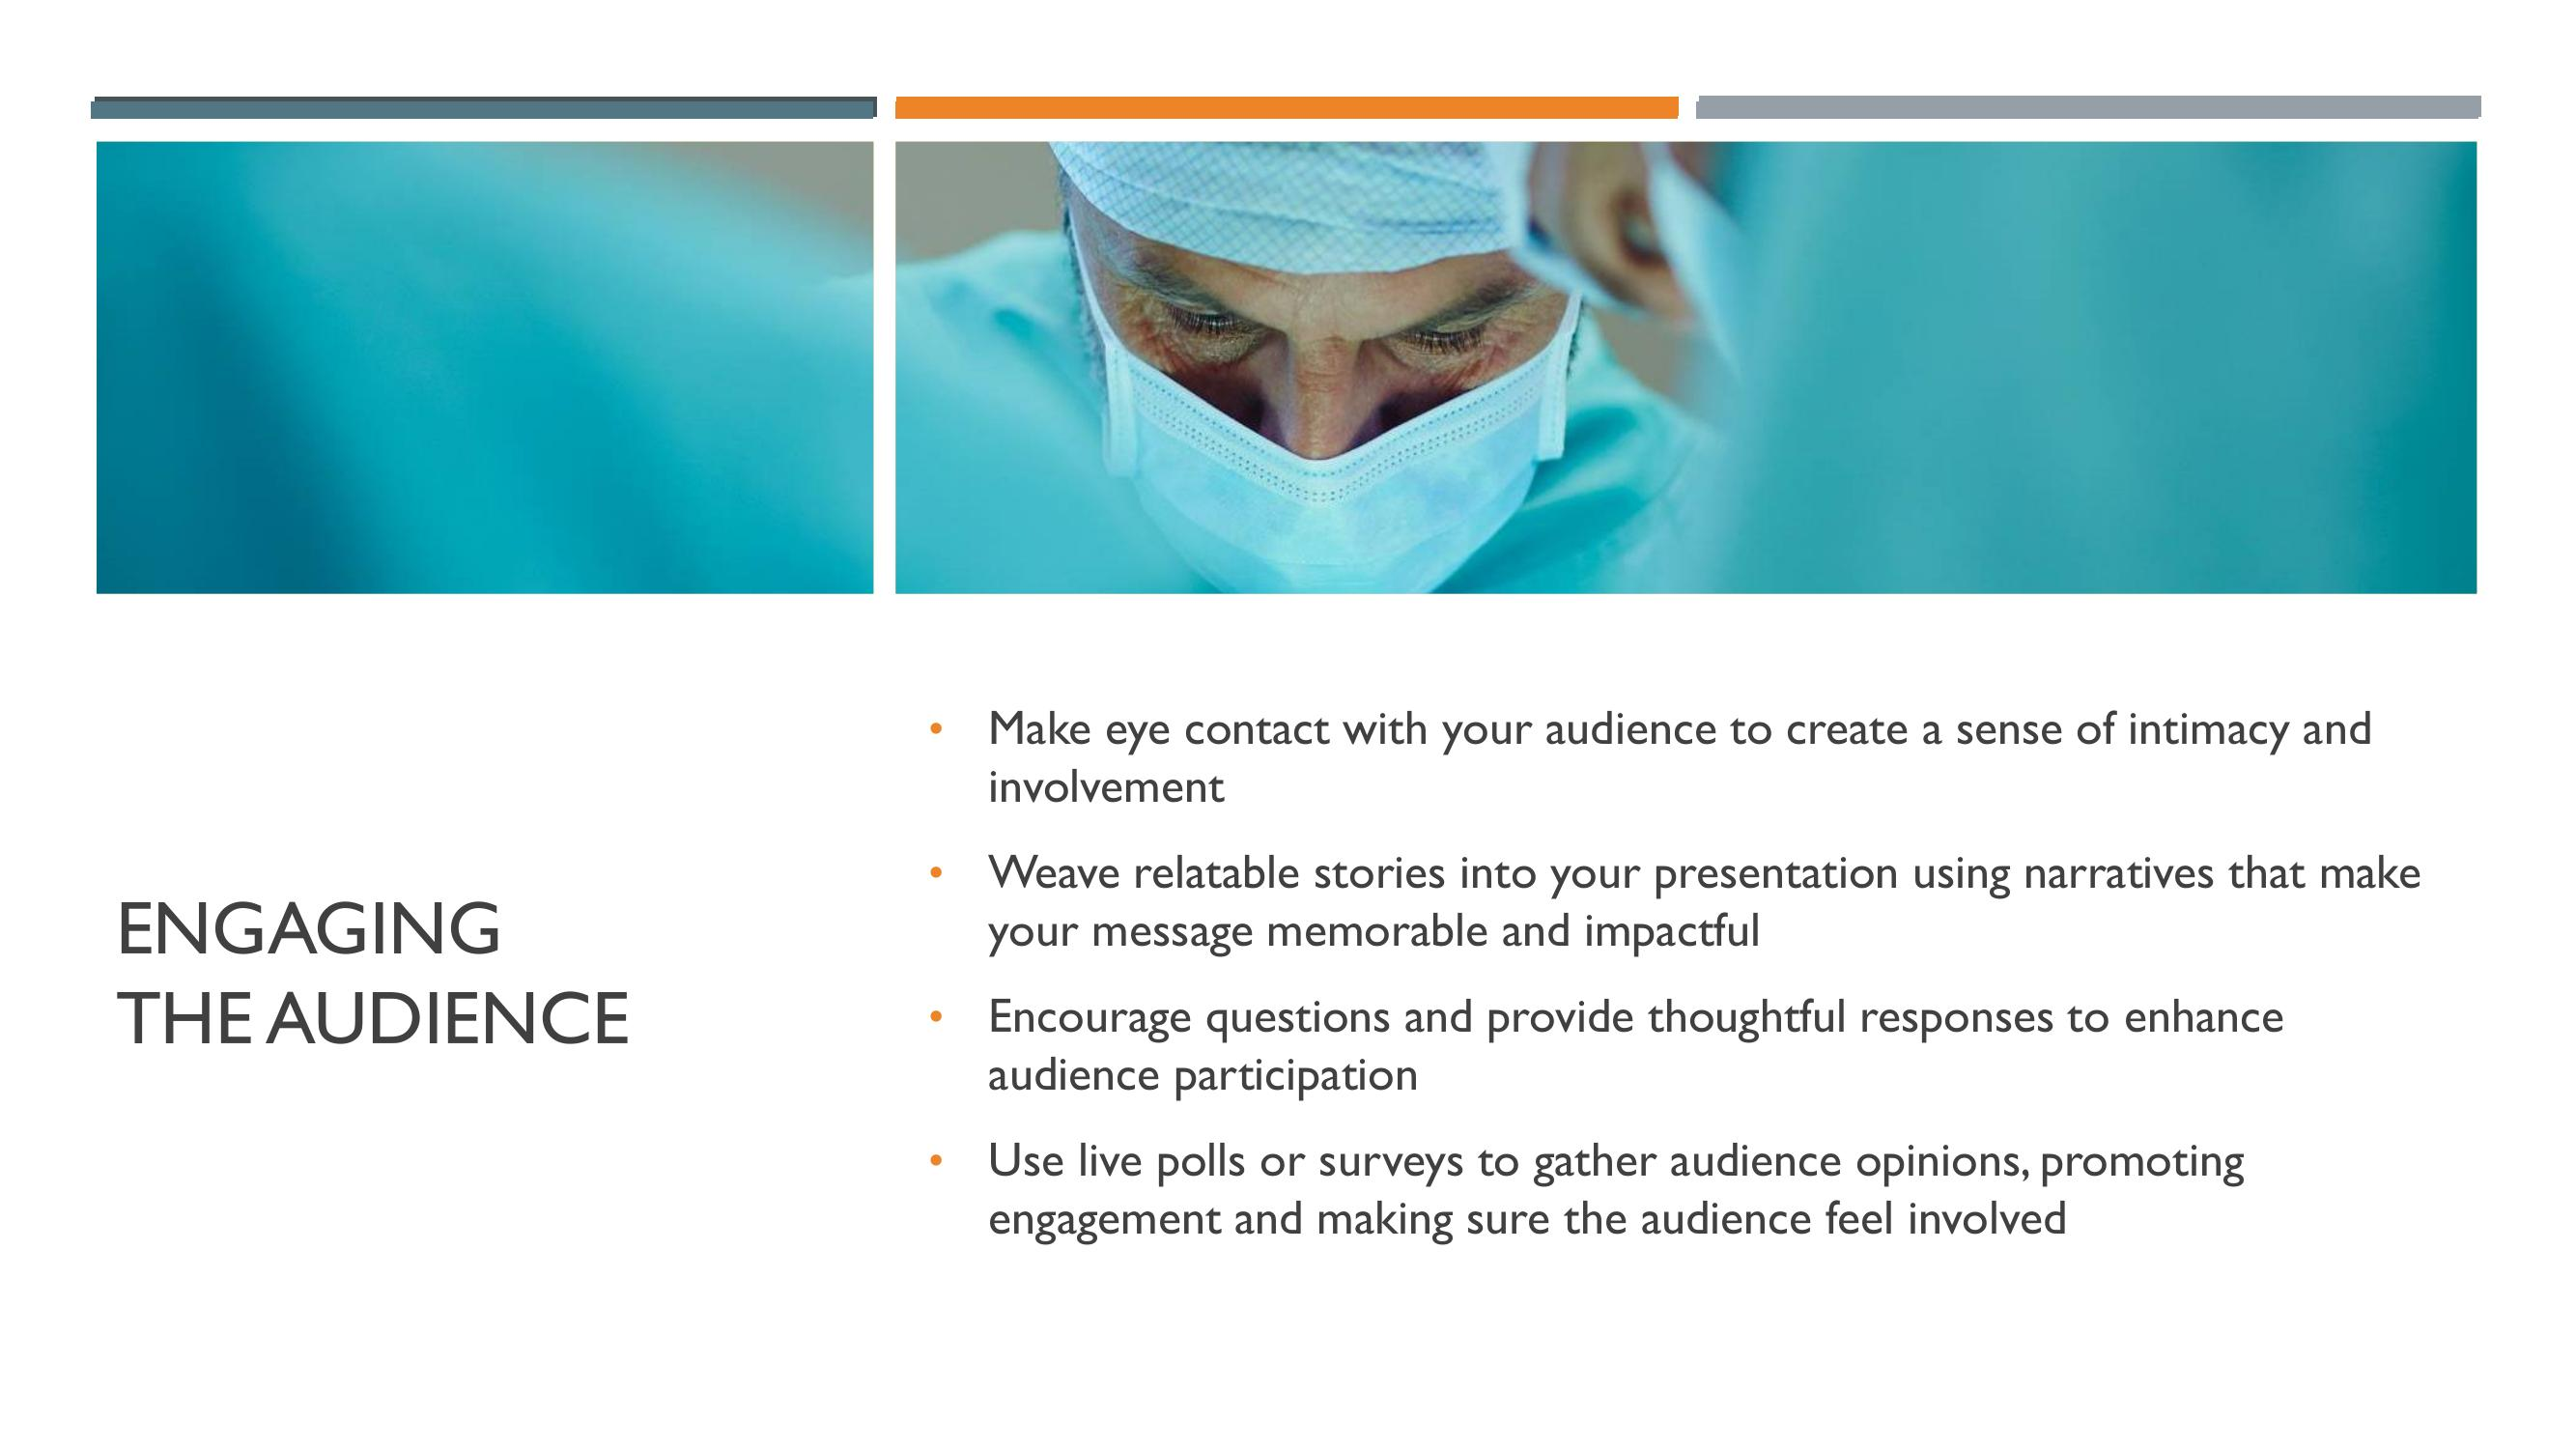 ENGAGING
THE AUDIENCE
• Make eye contact with your audience to create a sense of intimacy and
involvement
• Weave relatable stories into your presentation using narratives that make
your message memorable and impactful
• Encourage questions and provide thoughtful responses to enhance
audience participation
• Use live polls or surveys to gather audience opinions, promoting
engagement and making sure the audience feel involved